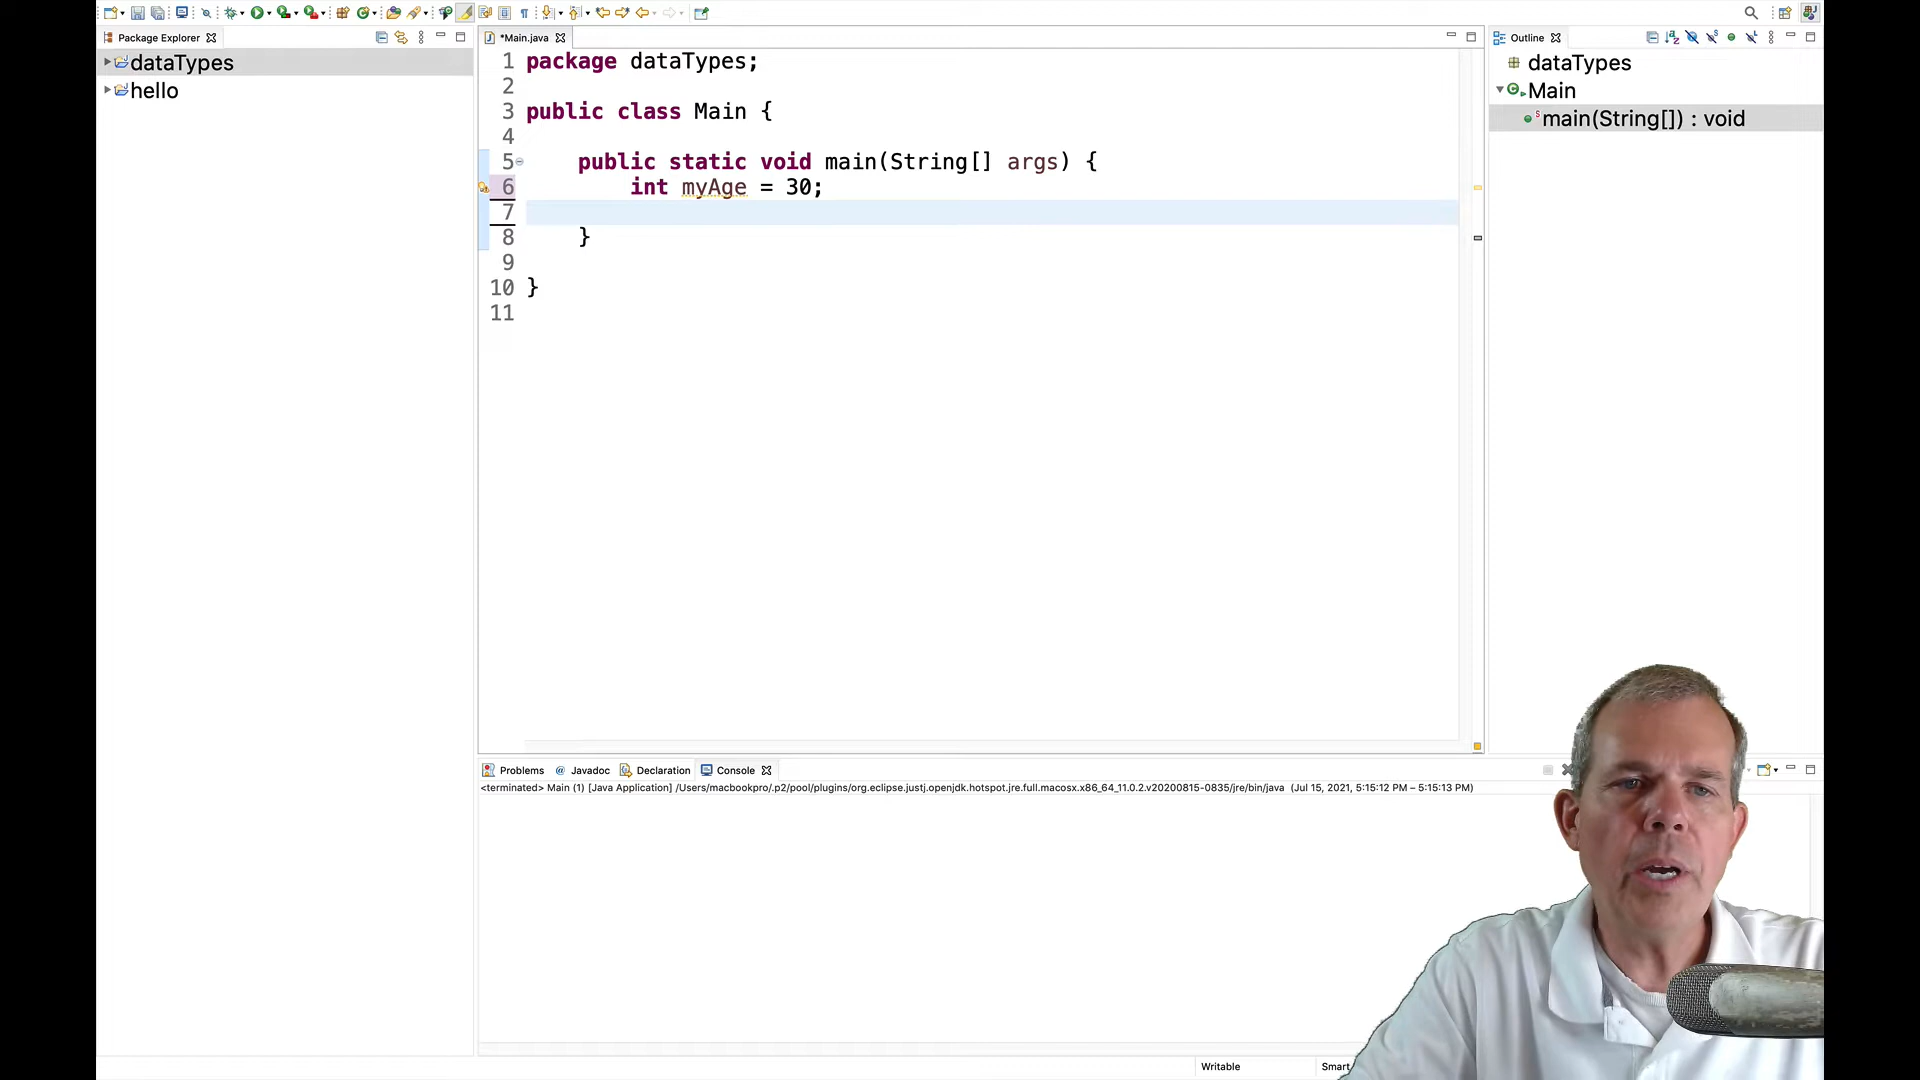 Package Explorer
dataTypes
hello
*Main.java
1 package dataTypes;
2
3 public class Main {
4
5 public static void main(String[] args) {
6 int myAge = 30;
7
8 }
9
10 }
11
Outline
dataTypes
Main
main(String[]) : void
Problems
Javadoc
Declaration
Console
<terminated> Main (1) [Java Application] /Users/macbookpro/.p2/pool/plugins/org.eclipse.justj.openjdk.hotspot.jre.full.macosx.x86_64_11.0.2.v20200815-0835/jre/bin/java (Jul 15, 2021, 5:15:12 PM – 5:15:13 PM)
Writable
Smart